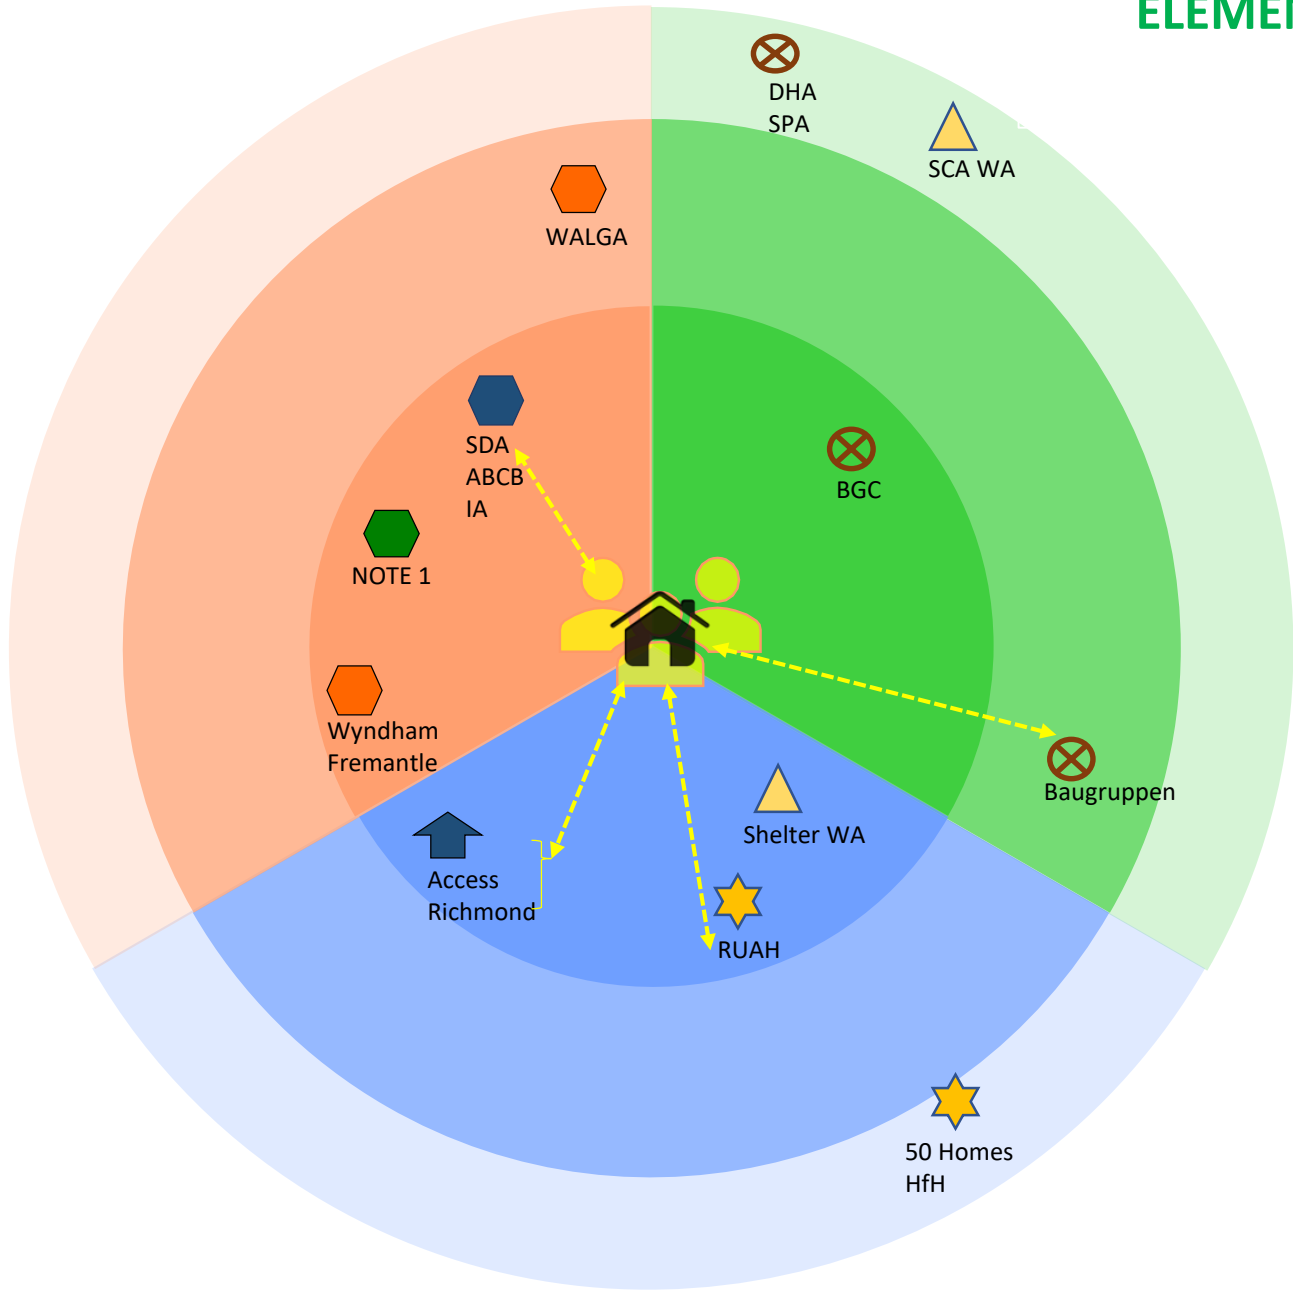 ELEMEN
DHA
SPA
SCA WA
WALGA
SDA
ABCB
IA
BGC
NOTE 1
Wyndham
Fremantle
Baugruppen
Shelter WA
Access
Richmond
RUAH
50 Homes
HfH